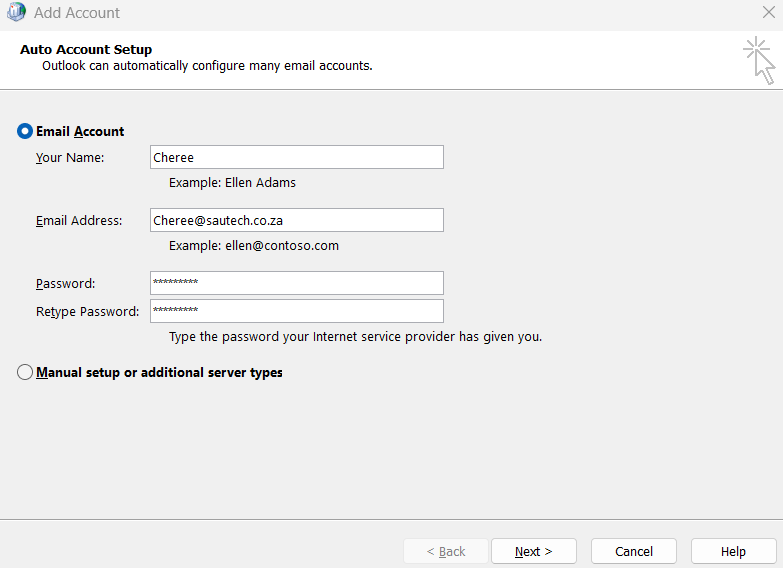 Add Account
Auto Account Setup
Outlook can automatically configure many email accounts.
Email Account
Your Name: Cheree
Example: Ellen Adams
Email Address: Cheree@sautech.co.za
Example: ellen@contoso.com
Password: *********
Retype Password: *********
Type the password your Internet service provider has given you.
Manual setup or additional server types
< Back Next > Cancel Help